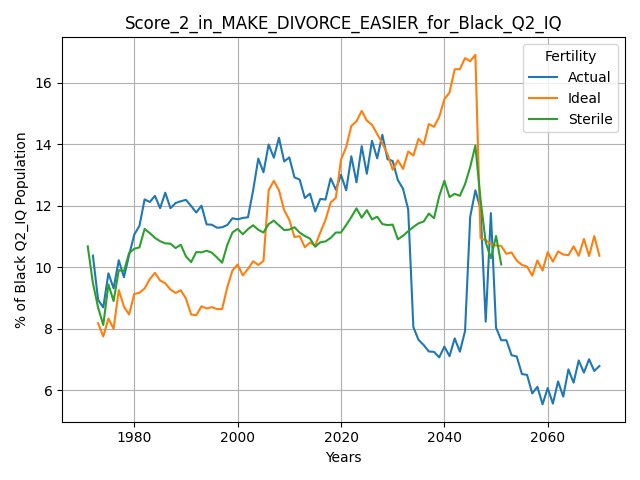 Score_2_in_MAKE_DIVORCE_EASIER_for_Black_Q2_IQ
Fertility
Actual
Ideal
Sterile
% of Black Q2_IQ Population
16
14
12
10
8
6
1980
2000
2020
2040
2060
Years